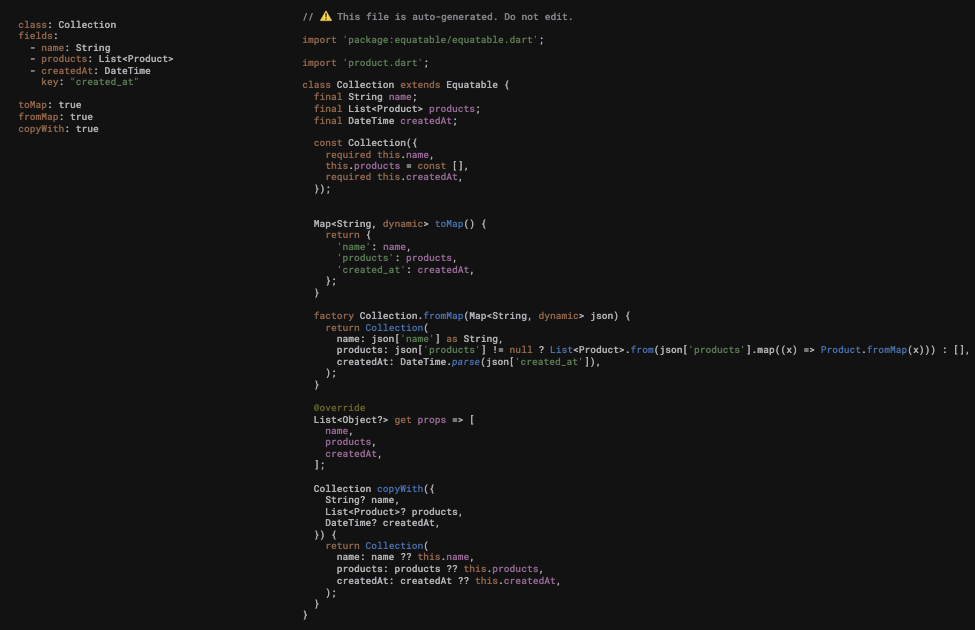 class: Collection
fields:
  - name: String
  - products: List<Product>
  - createdAt: DateTime
    key: "created_at"

toMap: true
fromMap: true
copyWith: true

// ⚠️ This file is auto-generated. Do not edit.

import 'package:equatable/equatable.dart';

import 'product.dart';

class Collection extends Equatable {
  final String name;
  final List<Product> products;
  final DateTime createdAt;

  const Collection({
    required this.name,
    this.products = const [],
    required this.createdAt,
  });


  Map<String, dynamic> toMap() {
    return {
      'name': name,
      'products': products,
      'created_at': createdAt,
    };
  }

  factory Collection.fromMap(Map<String, dynamic> json) {
    return Collection(
      name: json['name'] as String,
      products: json['products'] != null ? List<Product>.from(json['products'].map((x) => Product.fromMap(x))) : [],
      createdAt: DateTime.parse(json['created_at']),
    );
  }

  @override
  List<Object?> get props => [
    name,
    products,
    createdAt,
  ];

  Collection copyWith({
    String? name,
    List<Product>? products,
    DateTime? createdAt,
  }) {
    return Collection(
      name: name ?? this.name,
      products: products ?? this.products,
      createdAt: createdAt ?? this.createdAt,
    );
  }
}